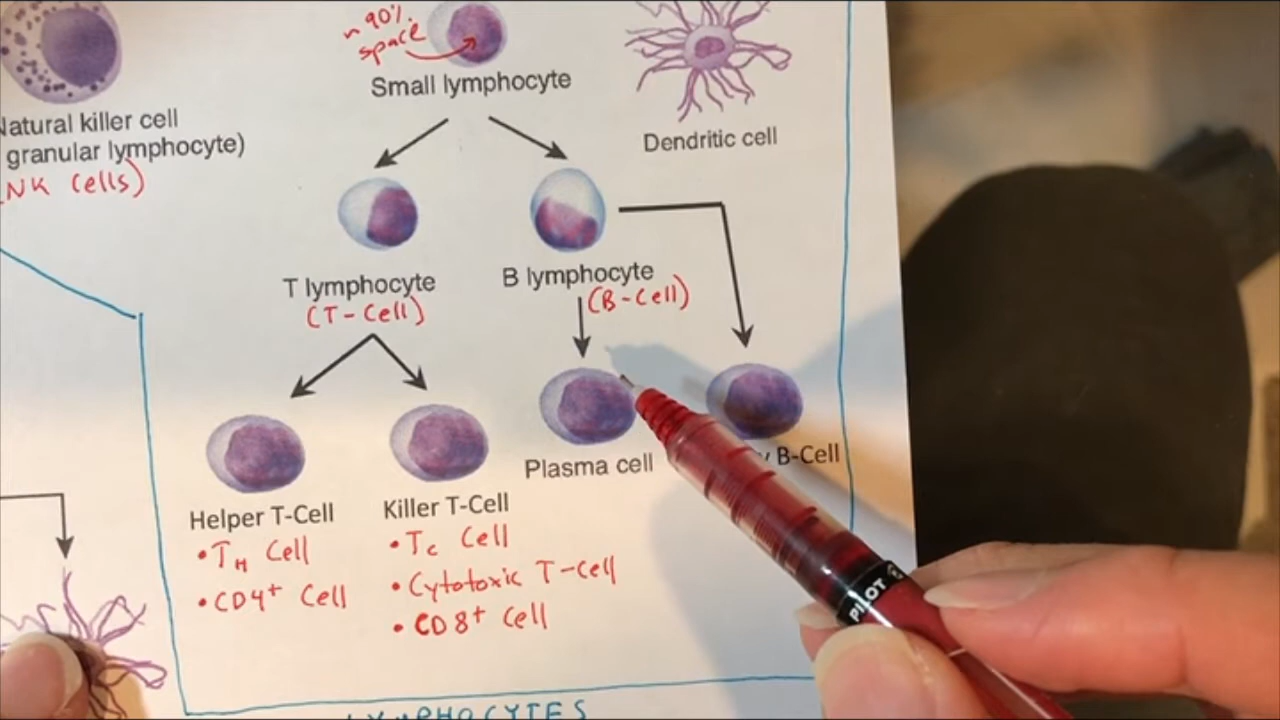 ~90%
space
Small lymphocyte
Natural killer cell
granular lymphocyte)
NK Cells)
Dendritic cell
T lymphocyte
(T-Cell)
B lymphocyte
(B-Cell)
Helper T-Cell
• TH Cell
• CD4+ Cell
Killer T-Cell
• Tc Cell
• Cytotoxic T-Cell
• CD8+ Cell
Plasma cell
B-Cell
PILOT
LYMPHOCYTES